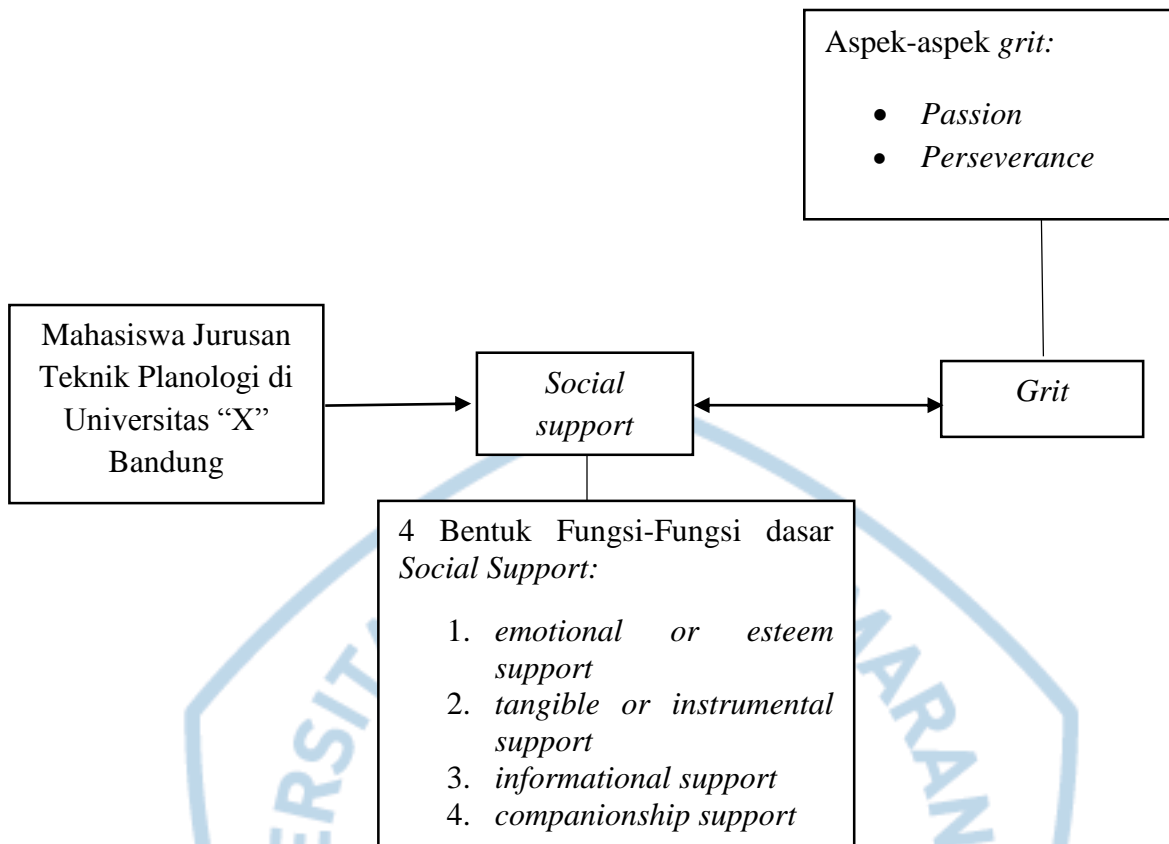 Aspek-aspek grit:
• Passion
• Perseverance
Mahasiswa Jurusan
Teknik Planologi di
Universitas “X”
Bandung
Social
support
Grit
4 Bentuk Fungsi-Fungsi dasar
Social Support:
1. emotional or esteem
support
2. tangible or instrumental
support
3. informational support
4. companionship support